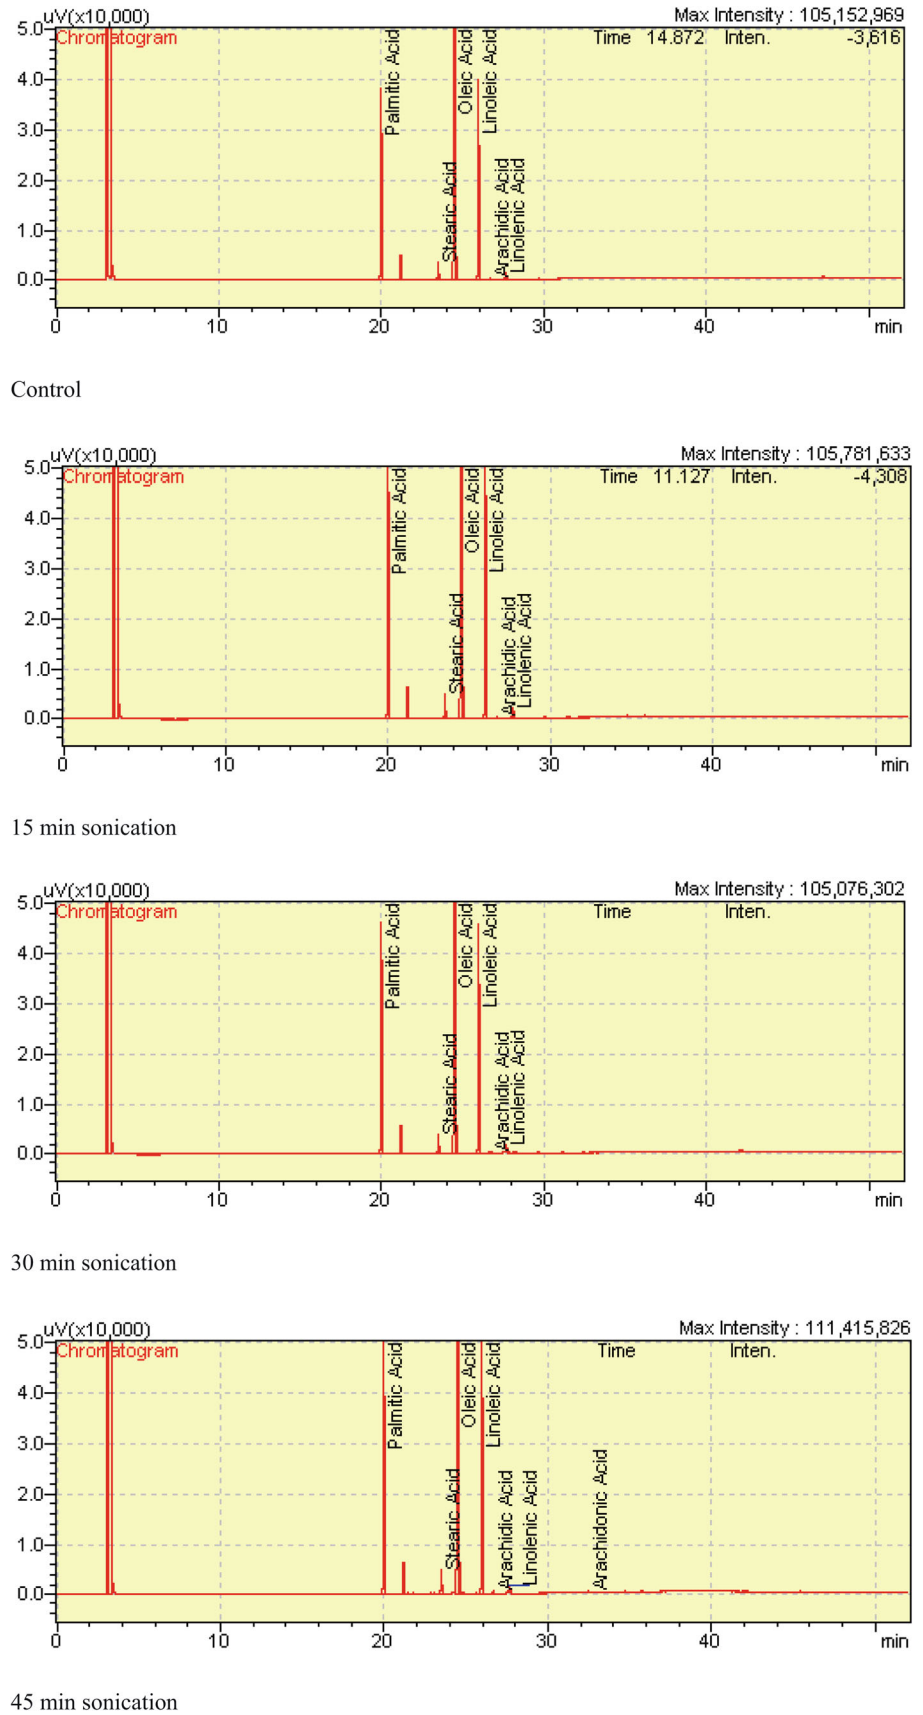 uV(x10,000) Max Intensity : 105,152,969
Chromatogram Time 14.872 Inten. -3,616
5.0
4.0
3.0
2.0
1.0
0.0
Palmitic Acid
Stearic Acid
Oleic Acid
Linoleic Acid
Arachidic Acid
Linolenic Acid
0 10 20 30 40 min
Control
uV(x10,000) Max Intensity : 105,781,633
Chromatogram Time 11.127 Inten. -4,308
5.0
4.0
3.0
2.0
1.0
0.0
Palmitic Acid
Stearic Acid
Oleic Acid
Linoleic Acid
Arachidic Acid
Linolenic Acid
0 10 20 30 40 min
15 min sonication
uV(x10,000) Max Intensity : 105,076,302
Chromatogram Time Inten.
5.0
4.0
3.0
2.0
1.0
0.0
Palmitic Acid
Stearic Acid
Oleic Acid
Linoleic Acid
Arachidic Acid
Linolenic Acid
0 10 20 30 40 min
30 min sonication
uV(x10,000) Max Intensity : 111,415,826
Chromatogram Time Inten.
5.0
4.0
3.0
2.0
1.0
0.0
Palmitic Acid
Stearic Acid
Oleic Acid
Linoleic Acid
Arachidic Acid
Linolenic Acid
Arachidonic Acid
0 10 20 30 40 min
45 min sonication